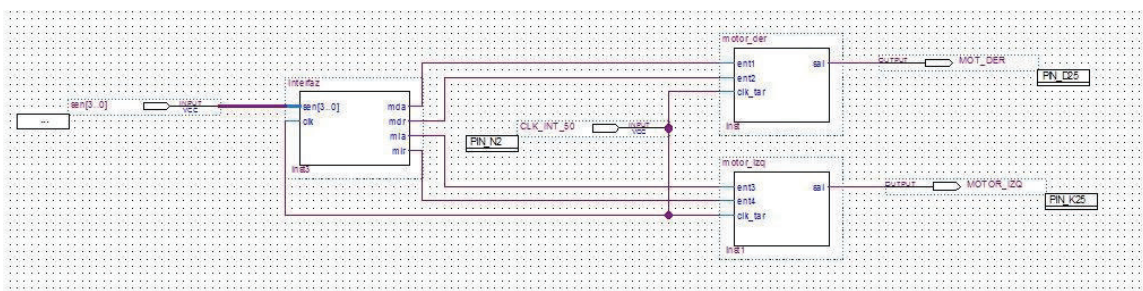 sen[3..0]
INPUT
VCC
...
interfaz
sen[3..0]
clk
mda
mdr
mia
mir
inst3
CLK_INT_50
INPUT
VCC
PIN_N2
motor_der
ent1
ent2
clk_tar
sal
inst
OUTPUT
MOT_DER
PIN_D25
motor_izq
ent3
ent4
clk_tar
sal
inst1
OUTPUT
MOTOR_IZQ
PIN_K25